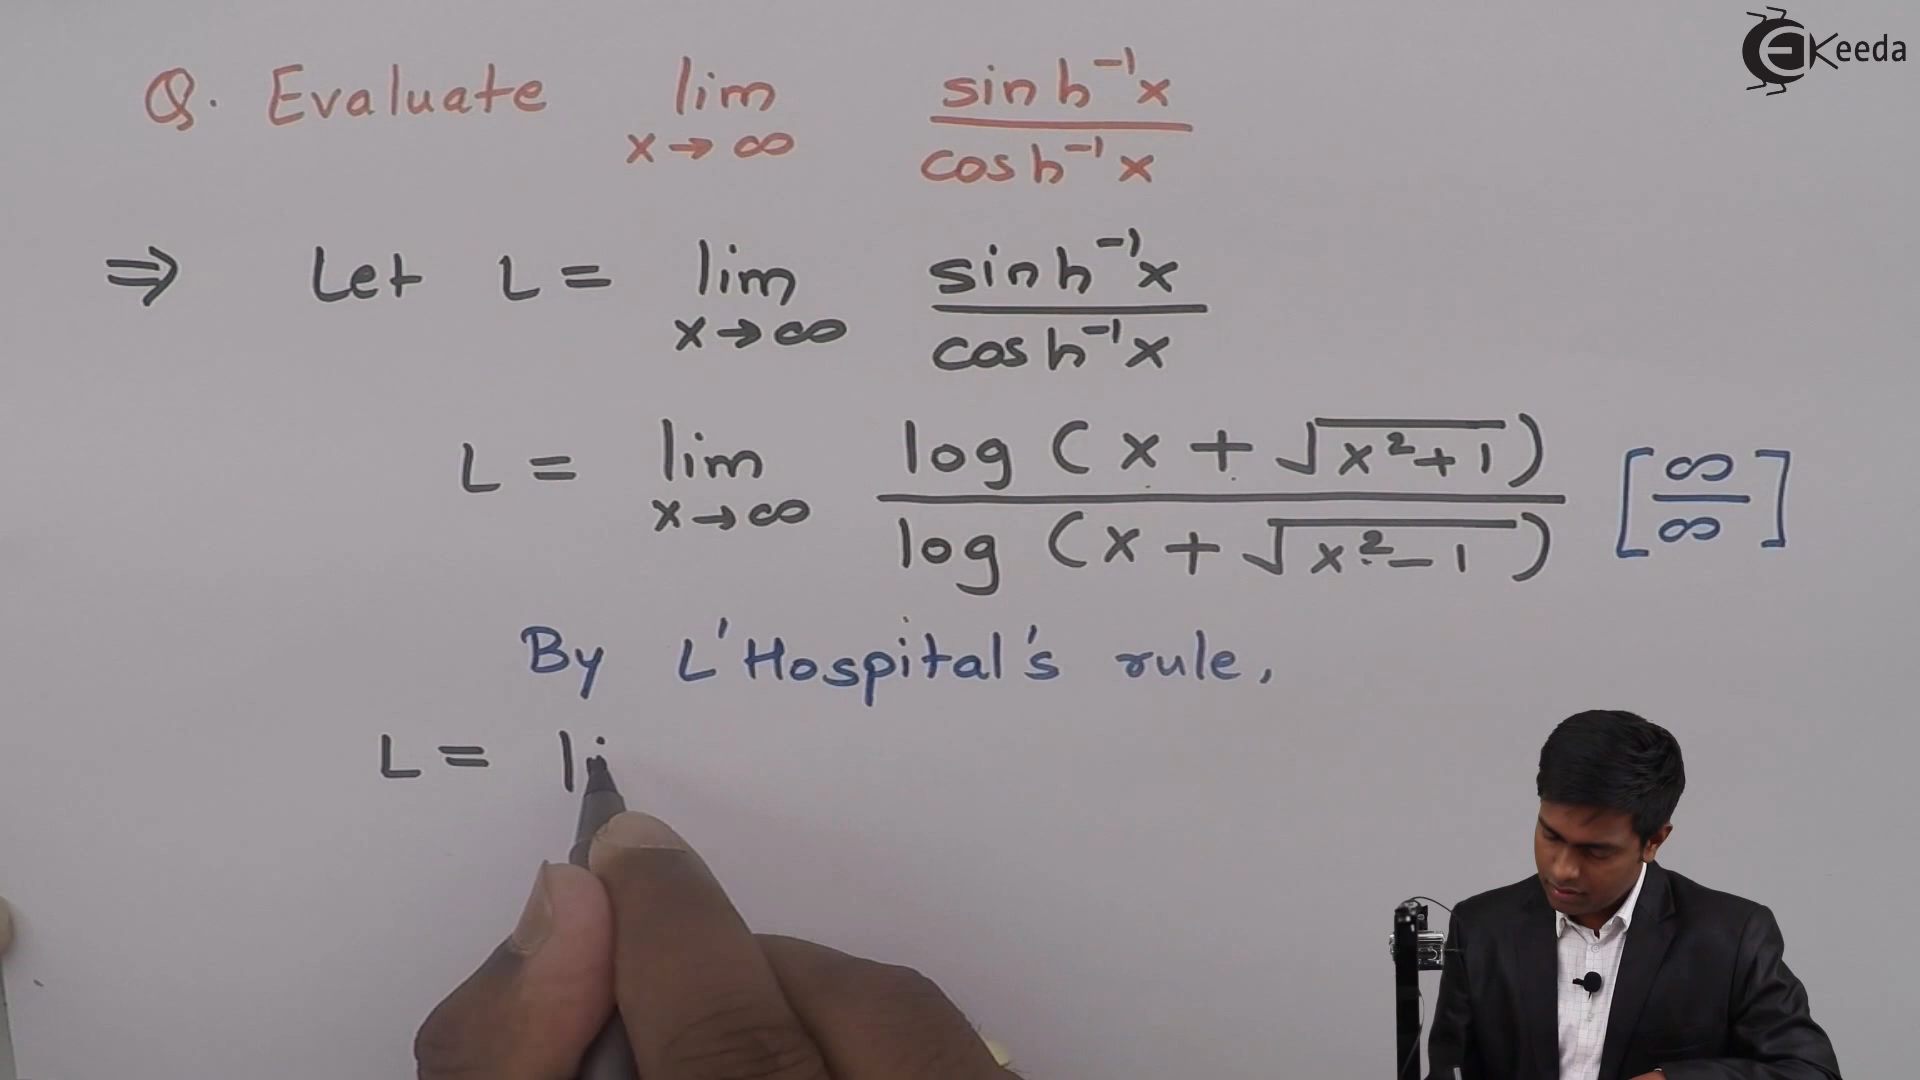 Q. Evaluate lim x→∞ sinh⁻¹x / cosh⁻¹x
⇒ Let L = lim x→∞ sinh⁻¹x / cosh⁻¹x
L = lim x→∞ log (x + √(x²+1)) / log (x + √(x²-1)) [∞/∞]
By L'Hospital's rule,
L = li
EKeeda